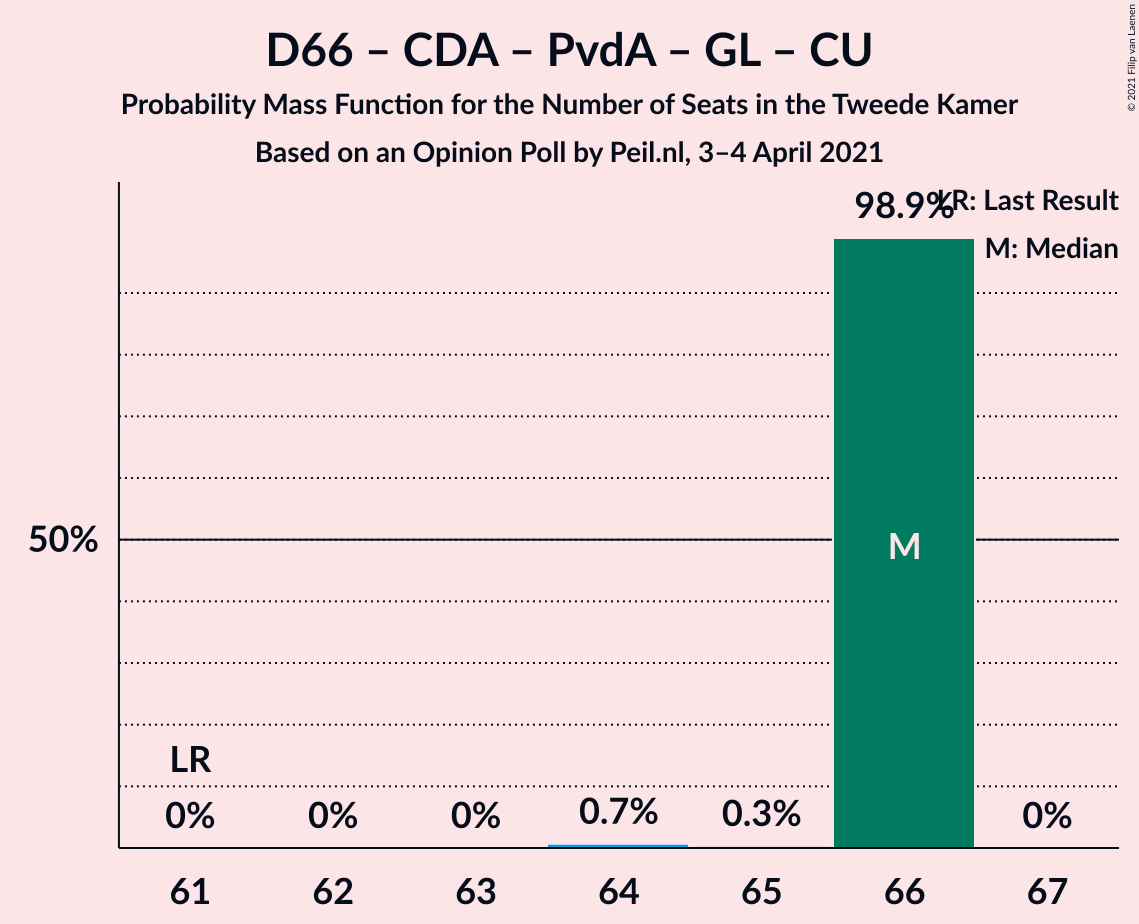 D66 – CDA – PvdA – GL – CU
Probability Mass Function for the Number of Seats in the Tweede Kamer
Based on an Opinion Poll by Peil.nl, 3–4 April 2021
© 2021 Filip van Laenen
98.9%
LR: Last Result
M: Median
50%
M
LR
0% 0% 0% 0.7% 0.3% 0%
61 62 63 64 65 66 67